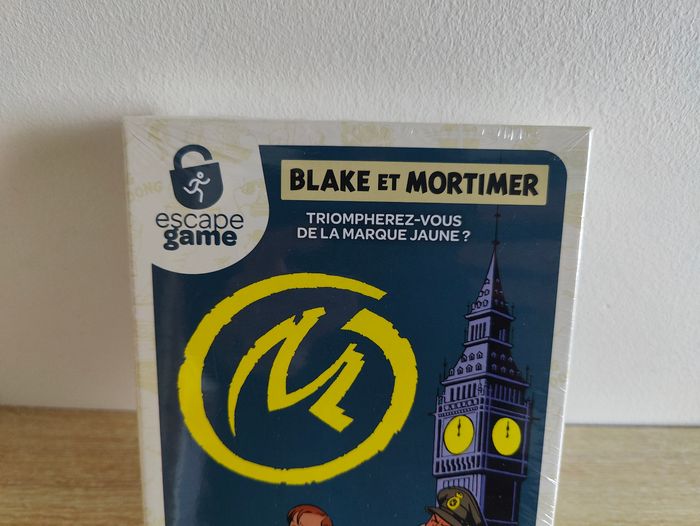 escape
game
BLAKE ET MORTIMER
TRIOMPHEREZ-VOUS
DE LA MARQUE JAUNE ?
M